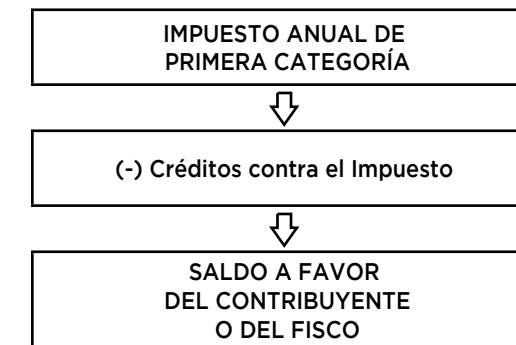 IMPUESTO ANUAL DE
PRIMERA CATEGORÍA
(-) Créditos contra el Impuesto
SALDO A FAVOR
DEL CONTRIBUYENTE
O DEL FISCO